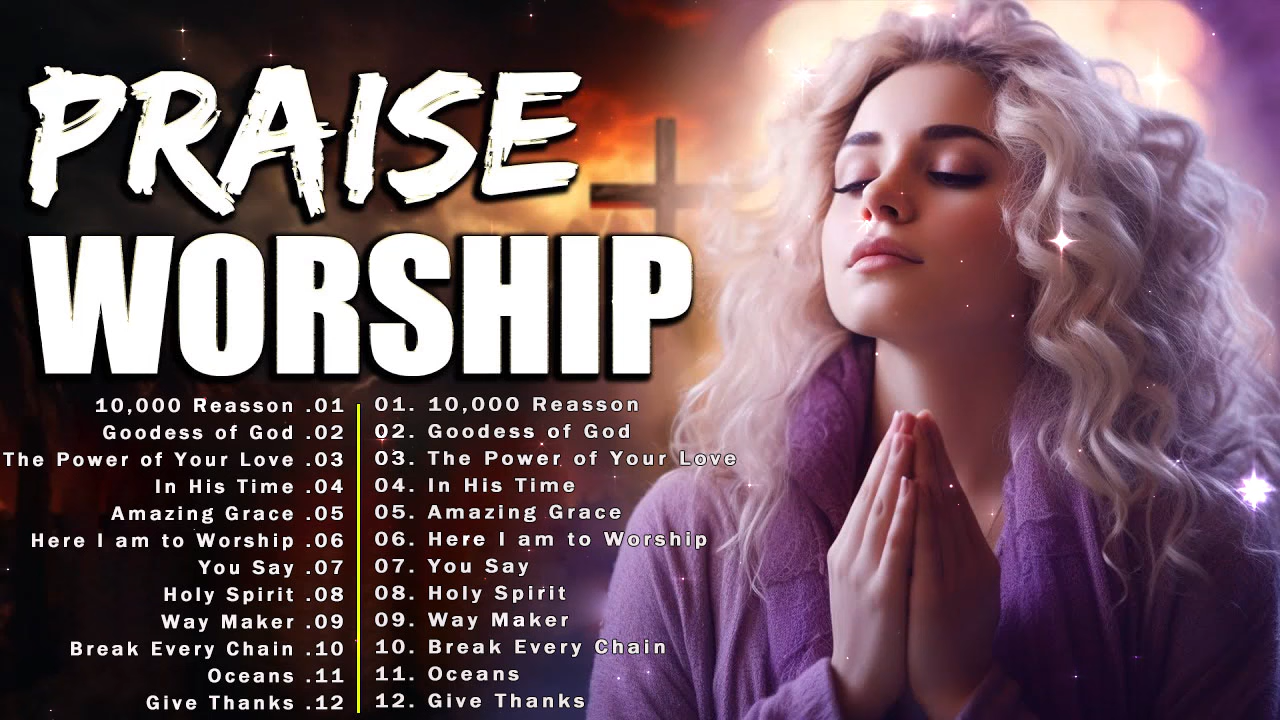 PRAISE
WORSHIP
10,000 Reasson .01
Goodess of God .02
The Power of Your Love .03
In His Time .04
Amazing Grace .05
Here I am to Worship .06
You Say .07
Holy Spirit .08
Way Maker .09
Break Every Chain .10
Oceans .11
Give Thanks .12
01. 10,000 Reasson
02. Goodess of God
03. The Power of Your Love
04. In His Time
05. Amazing Grace
06. Here I am to Worship
07. You Say
08. Holy Spirit
09. Way Maker
10. Break Every Chain
11. Oceans
12. Give Thanks